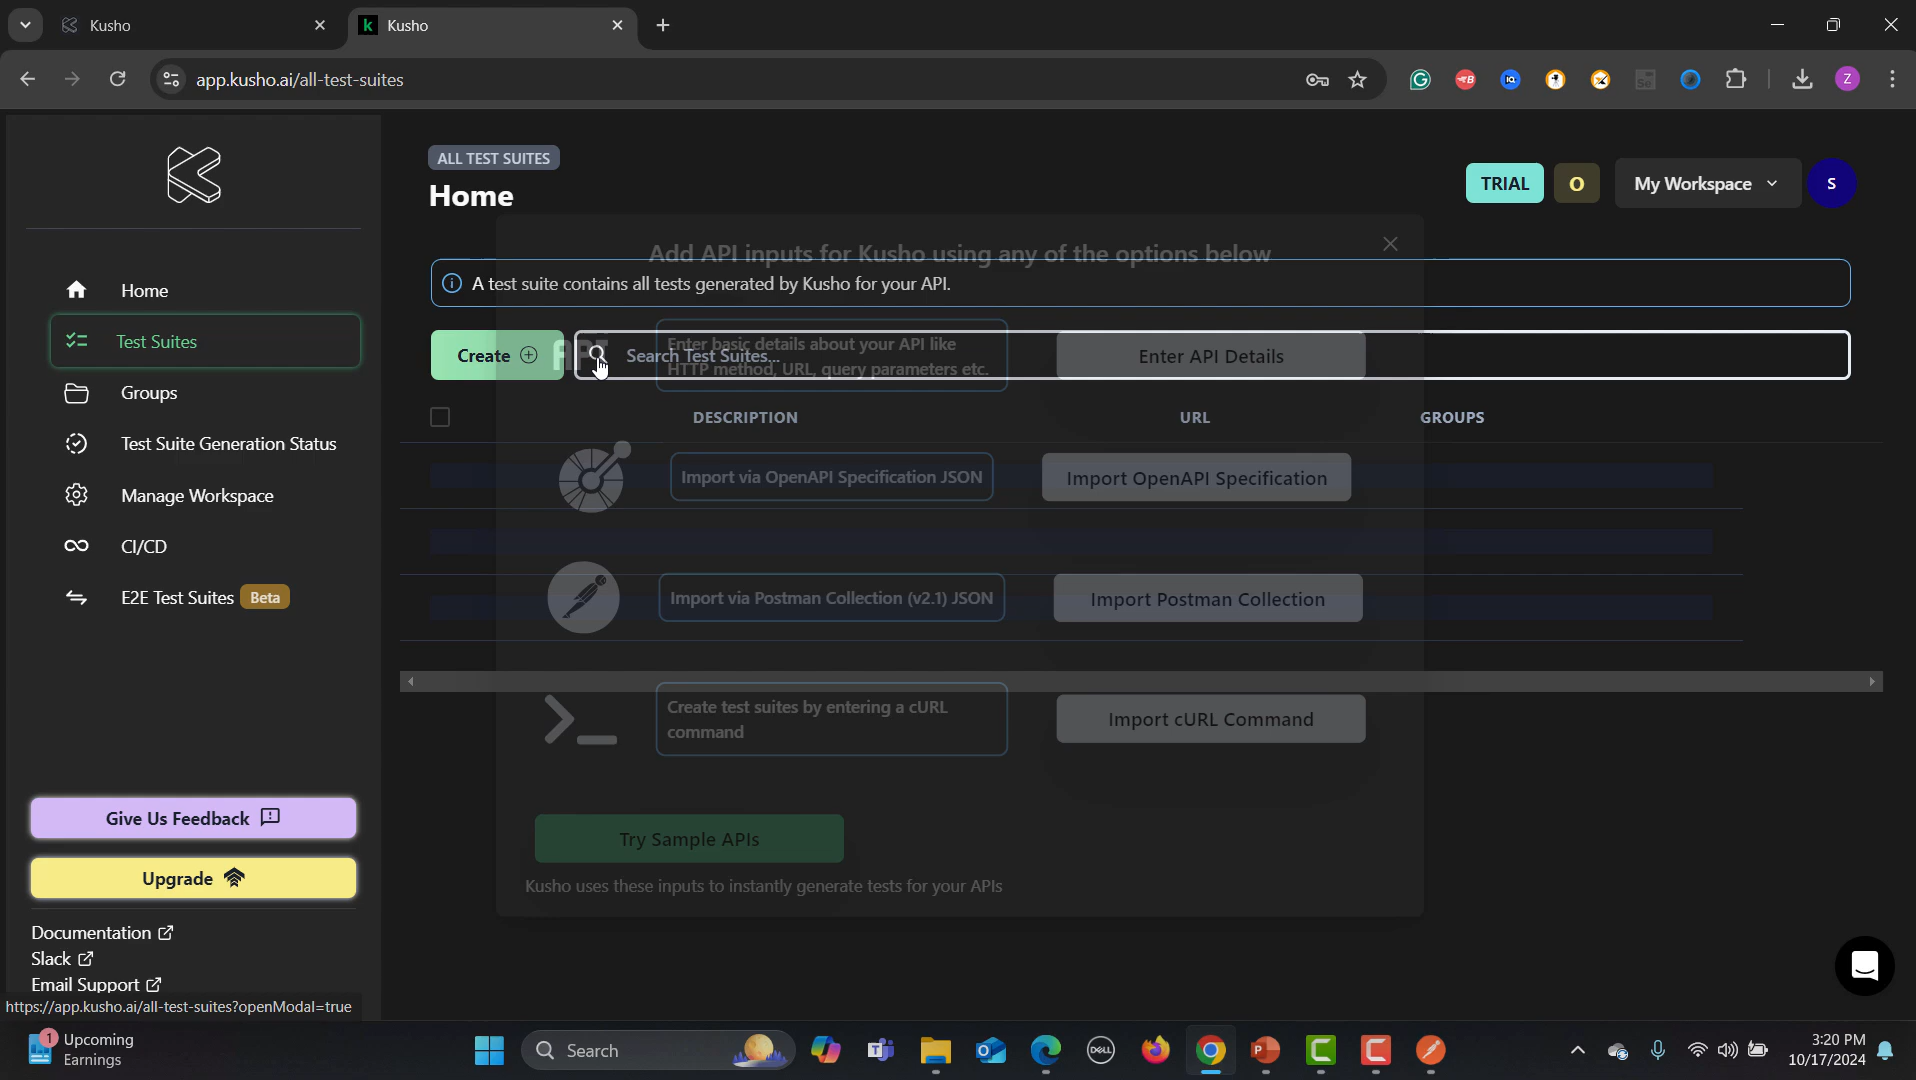 Kusho
Kusho
app.kusho.ai/all-test-suites
ALL TEST SUITES
Home
TRIAL
0
My Workspace
S
Add API inputs for Kusho using any of the options below
A test suite contains all tests generated by Kusho for your API.
Home
Test Suites
Groups
Test Suite Generation Status
Manage Workspace
CI/CD
E2E Test Suites Beta
Create
Search Test Suites...
API
Enter basic details about your API like
HTTP method, URL, query parameters etc.
Enter API Details
DESCRIPTION
URL
GROUPS
Import via OpenAPI Specification JSON
Import OpenAPI Specification
Import via Postman Collection (v2.1) JSON
Import Postman Collection
Create test suites by entering a cURL
command
Import cURL Command
Try Sample APIs
Kusho uses these inputs to instantly generate tests for your APIs
Give Us Feedback
Upgrade
Documentation
Slack
Email Support
https://app.kusho.ai/all-test-suites?openModal=true
1
Upcoming
Earnings
Search
DELL
3:20 PM
10/17/2024